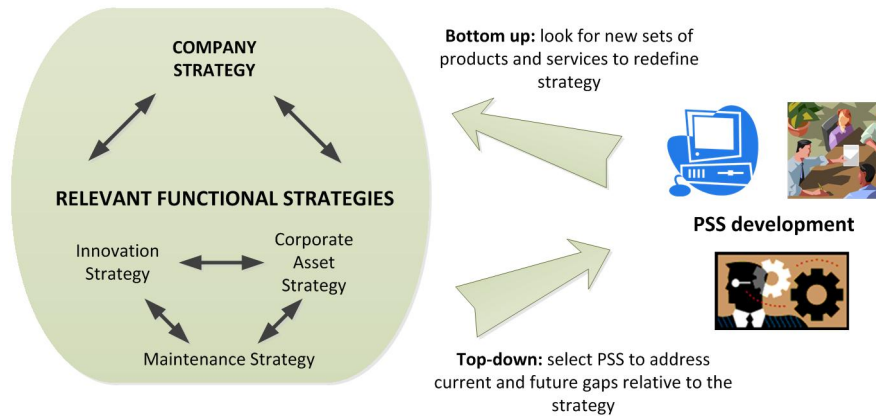 COMPANY
STRATEGY
RELEVANT FUNCTIONAL STRATEGIES
Innovation
Strategy
Corporate
Asset
Strategy
Maintenance Strategy
Bottom up: look for new sets of
products and services to redefine
strategy
PSS development
Top-down: select PSS to address
current and future gaps relative to the
strategy